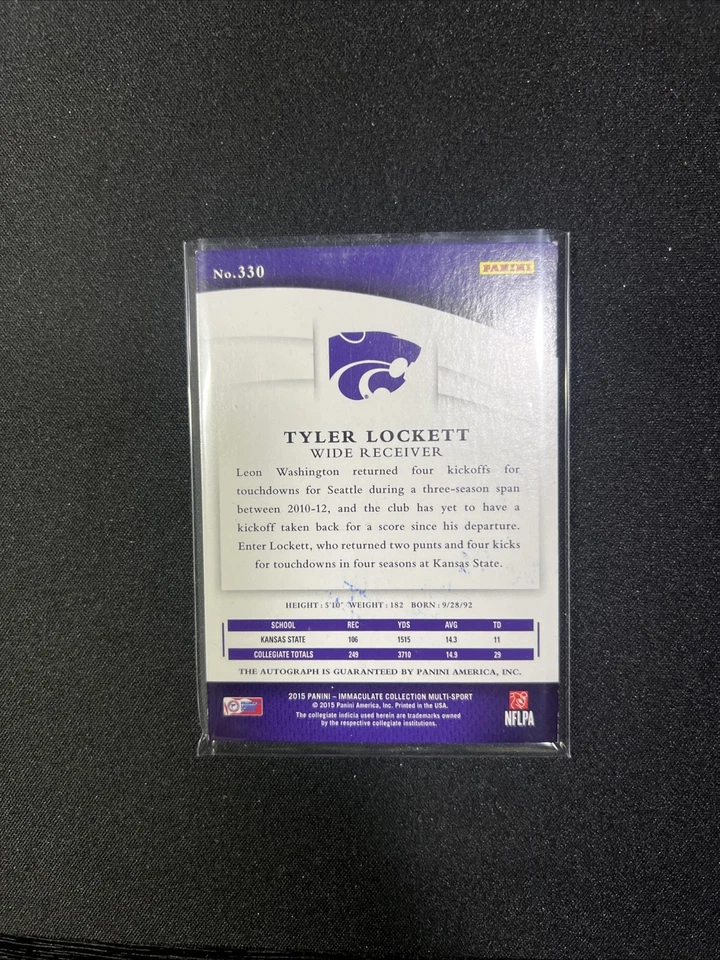 No.330
PANINI
TYLER LOCKETT
WIDE RECEIVER
Leon Washington returned four kickoffs for
touchdowns for Seattle during a three-season span
between 2010-12, and the club has yet to have a
kickoff taken back for a score since his departure.
Enter Lockett, who returned two punts and four kicks
for touchdowns in four seasons at Kansas State.
HEIGHT : 5'10" WEIGHT : 182 BORN : 9/28/92
SCHOOL REC YDS AVG TD
KANSAS STATE 106 1515 14.3 11
COLLEGIATE TOTALS 249 3710 14.9 29
THE AUTOGRAPH IS GUARANTEED BY PANINI AMERICA, INC.
2015 PANINI – IMMACULATE COLLECTION MULTI-SPORT
© 2015 Panini America, Inc. Printed in the USA.
The collegiate indicia used herein are trademarks owned
by the respective collegiate institutions.
NFLPA